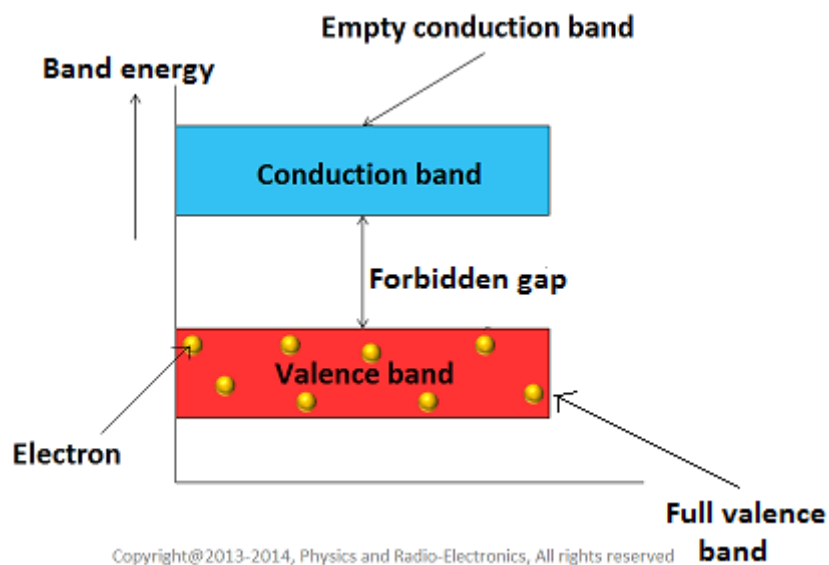 Empty conduction band
Band energy
Conduction band
Forbidden gap
Valence band
Electron
Full valence
band
Copyright@2013-2014, Physics and Radio-Electronics, All rights reserved